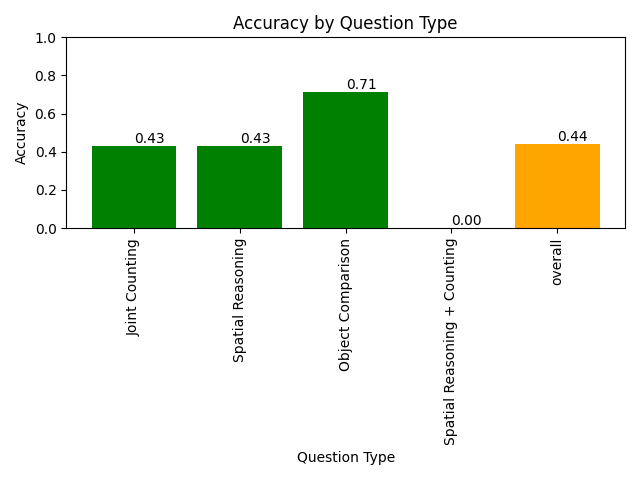 Accuracy by Question Type
Accuracy
1.0
0.8
0.6
0.4
0.2
0.0
0.43
0.43
0.71
0.00
0.44
Joint Counting
Spatial Reasoning
Object Comparison
Spatial Reasoning + Counting
overall
Question Type